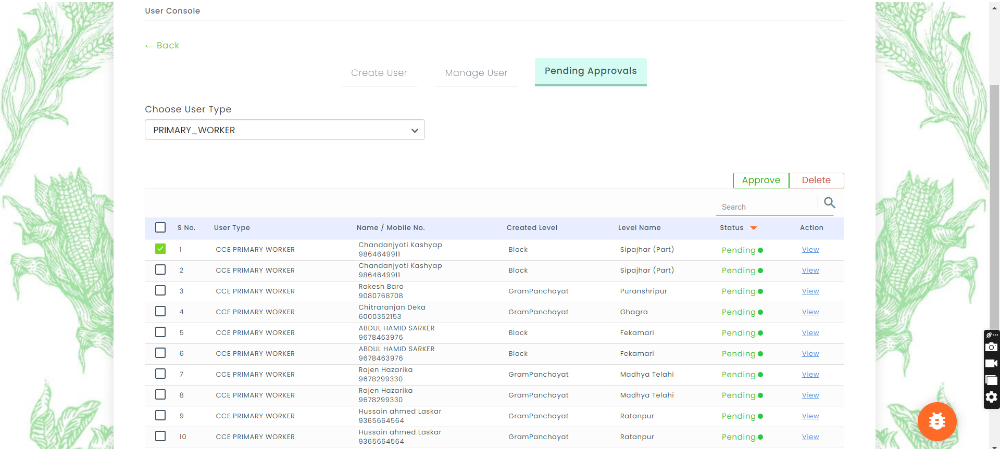 User Console
← Back
Create User
Manage User
Pending Approvals
Choose User Type
PRIMARY_WORKER
Approve
Delete
Search
S No. User Type Name / Mobile No. Created Level Level Name Status Action
1 CCE PRIMARY WORKER Chandanjyoti Kashyap 9864649911 Block Sipajhar (Part) Pending View
2 CCE PRIMARY WORKER Chandanjyoti Kashyap 9864649911 Block Sipajhar (Part) Pending View
3 CCE PRIMARY WORKER Rakesh Baro 9080768708 GramPanchayat Puranshripur Pending View
4 CCE PRIMARY WORKER Chitraranjan Deka 6000352153 GramPanchayat Ghagra Pending View
5 CCE PRIMARY WORKER ABDUL HAMID SARKER 9678463976 Block Fekamari Pending View
6 CCE PRIMARY WORKER ABDUL HAMID SARKER 9678463976 Block Fekamari Pending View
7 CCE PRIMARY WORKER Rajen Hazarika 9678299330 GramPanchayat Madhya Telahi Pending View
8 CCE PRIMARY WORKER Rajen Hazarika 9678299330 GramPanchayat Madhya Telahi Pending View
9 CCE PRIMARY WORKER Hussain ahmed Laskar 9365664564 GramPanchayat Ratanpur Pending View
10 CCE PRIMARY WORKER Hussain ahmed Laskar 9365664564 GramPanchayat Ratanpur Pending View